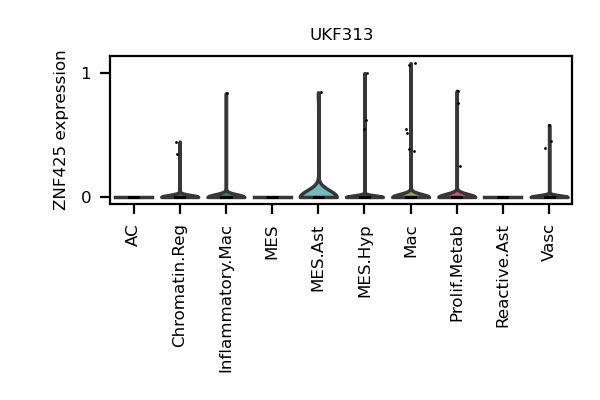 UKF313
ZNF425 expression
1
0
AC
Chromatin.Reg
Inflammatory.Mac
MES
MES.Ast
MES.Hyp
Mac
Prolif.Metab
Reactive.Ast
Vasc